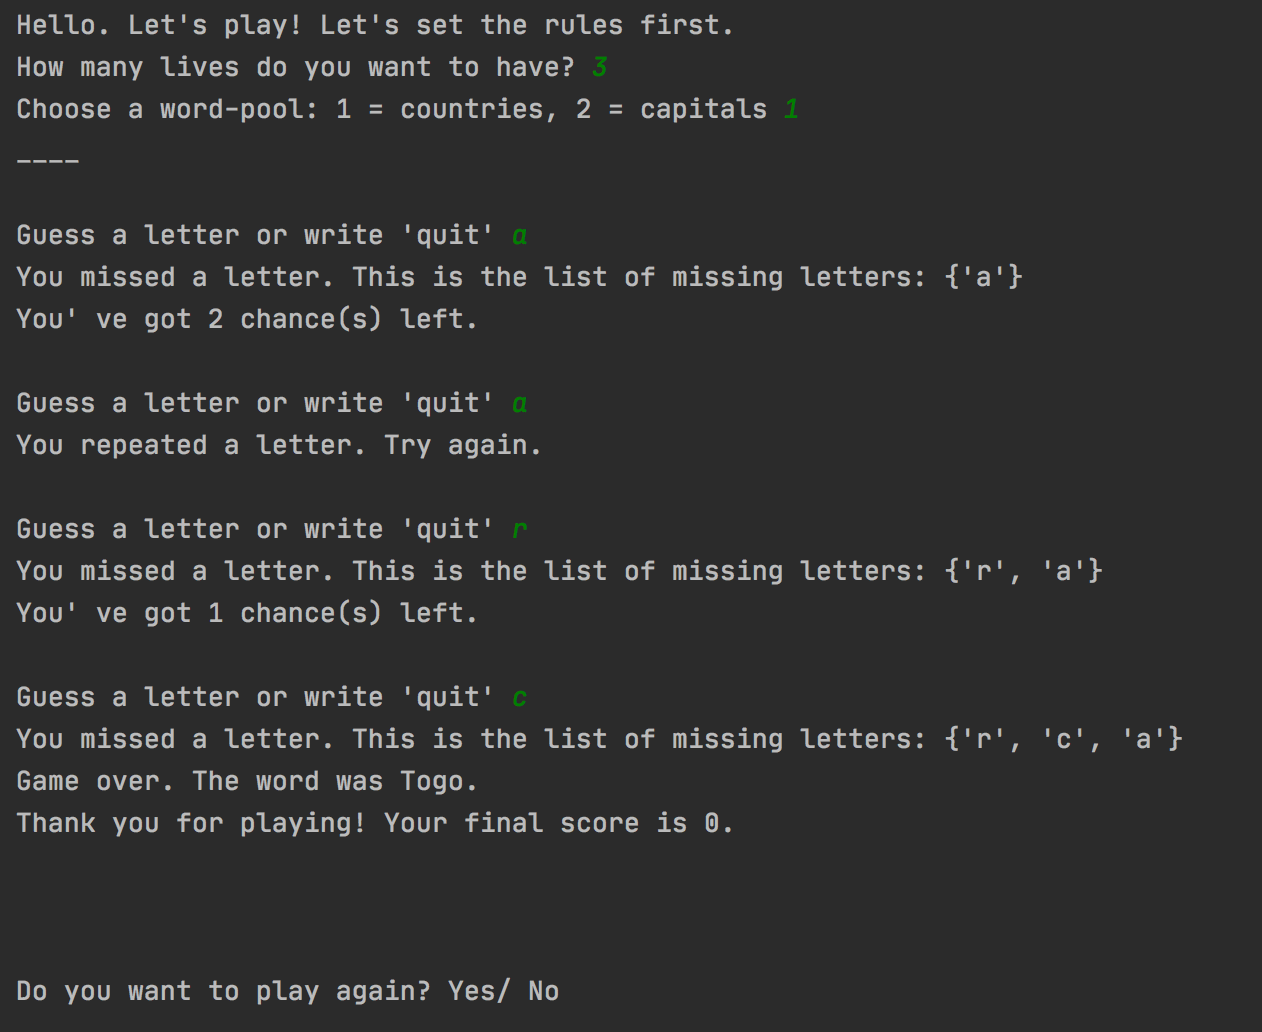 Hello. Let's play! Let's set the rules first.
How many lives do you want to have? 3
Choose a word-pool: 1 = countries, 2 = capitals 1
____
Guess a letter or write 'quit' a
You missed a letter. This is the list of missing letters: {'a'}
You' ve got 2 chance(s) left.
Guess a letter or write 'quit' a
You repeated a letter. Try again.
Guess a letter or write 'quit' r
You missed a letter. This is the list of missing letters: {'r', 'a'}
You' ve got 1 chance(s) left.
Guess a letter or write 'quit' c
You missed a letter. This is the list of missing letters: {'r', 'c', 'a'}
Game over. The word was Togo.
Thank you for playing! Your final score is 0.
Do you want to play again? Yes/ No